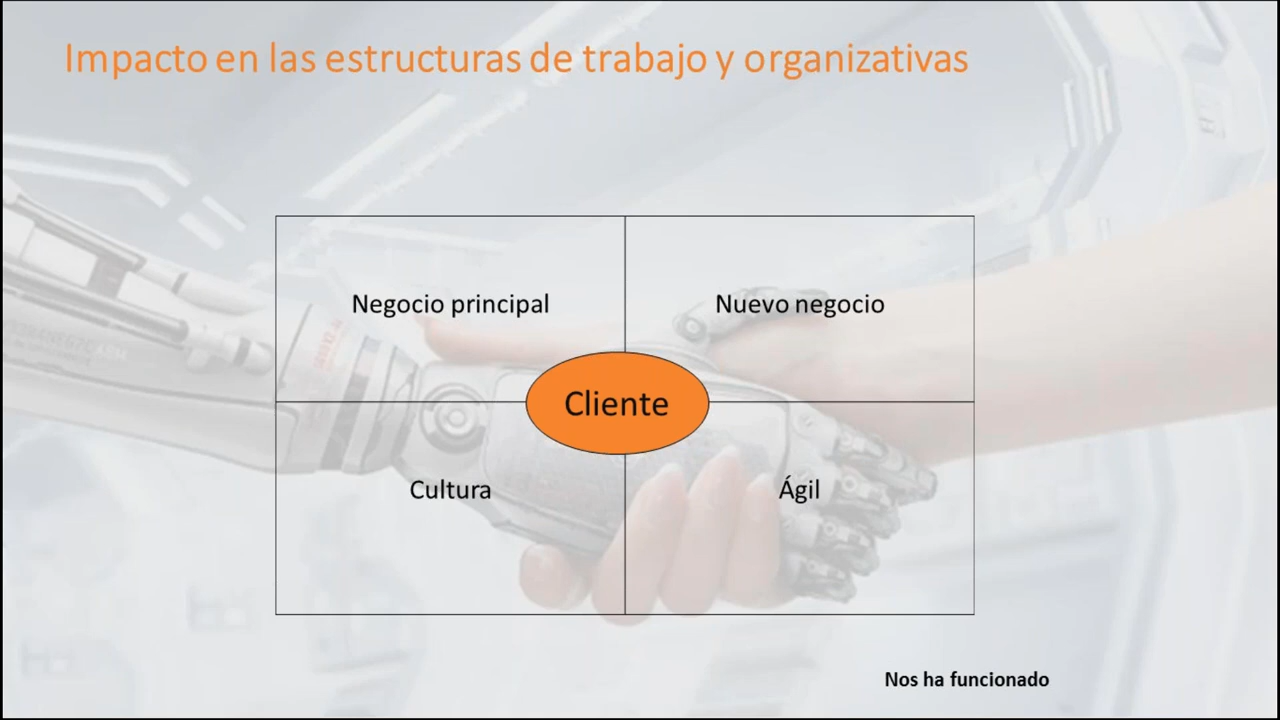 Impacto en las estructuras de trabajo y organizativas
Negocio principal
Nuevo negocio
Cliente
Cultura
Ágil
Nos ha funcionado